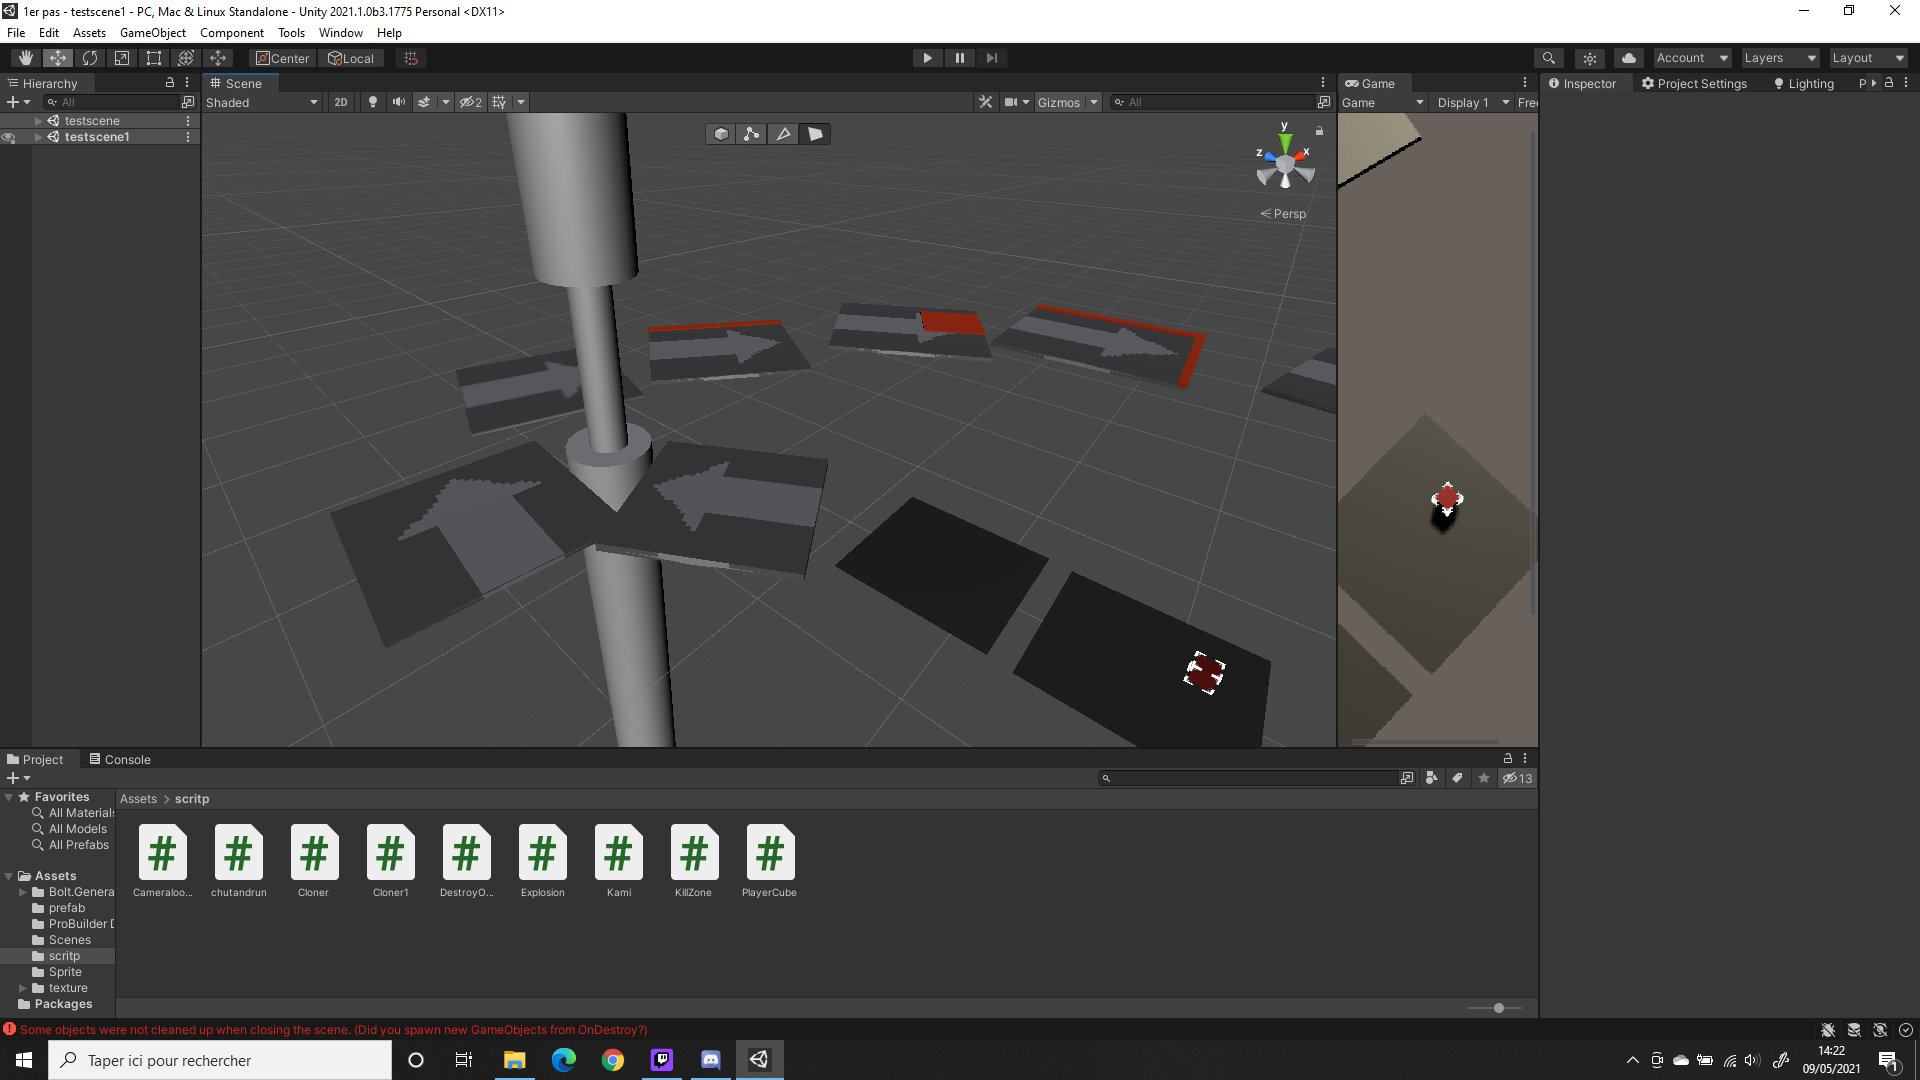 1er pas - testscene1 - PC, Mac & Linux Standalone - Unity 2021.1.0b3.1775 Personal <DX11>
File Edit Assets GameObject Component Tools Window Help
Center Local Account Layers Layout
Hierarchy
All
testscene
testscene1
Scene
Shaded 2D 2 Gizmos All
y
z x
Persp
Game
Game Display 1 Fre
Inspector Project Settings Lighting P
Project Console
13
Favorites
All Materials
All Models
All Prefabs
Assets
Bolt.Genera
prefab
ProBuilder D
Scenes
scritp
Sprite
texture
Packages
Assets > scritp
Cameraloo... chutandrun Cloner Cloner1 DestroyO... Explosion Kami KillZone PlayerCube
Some objects were not cleaned up when closing the scene. (Did you spawn new GameObjects from OnDestroy?)
Taper ici pour rechercher
14:22
09/05/2021
1